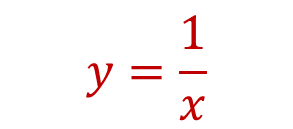 y = 1/x